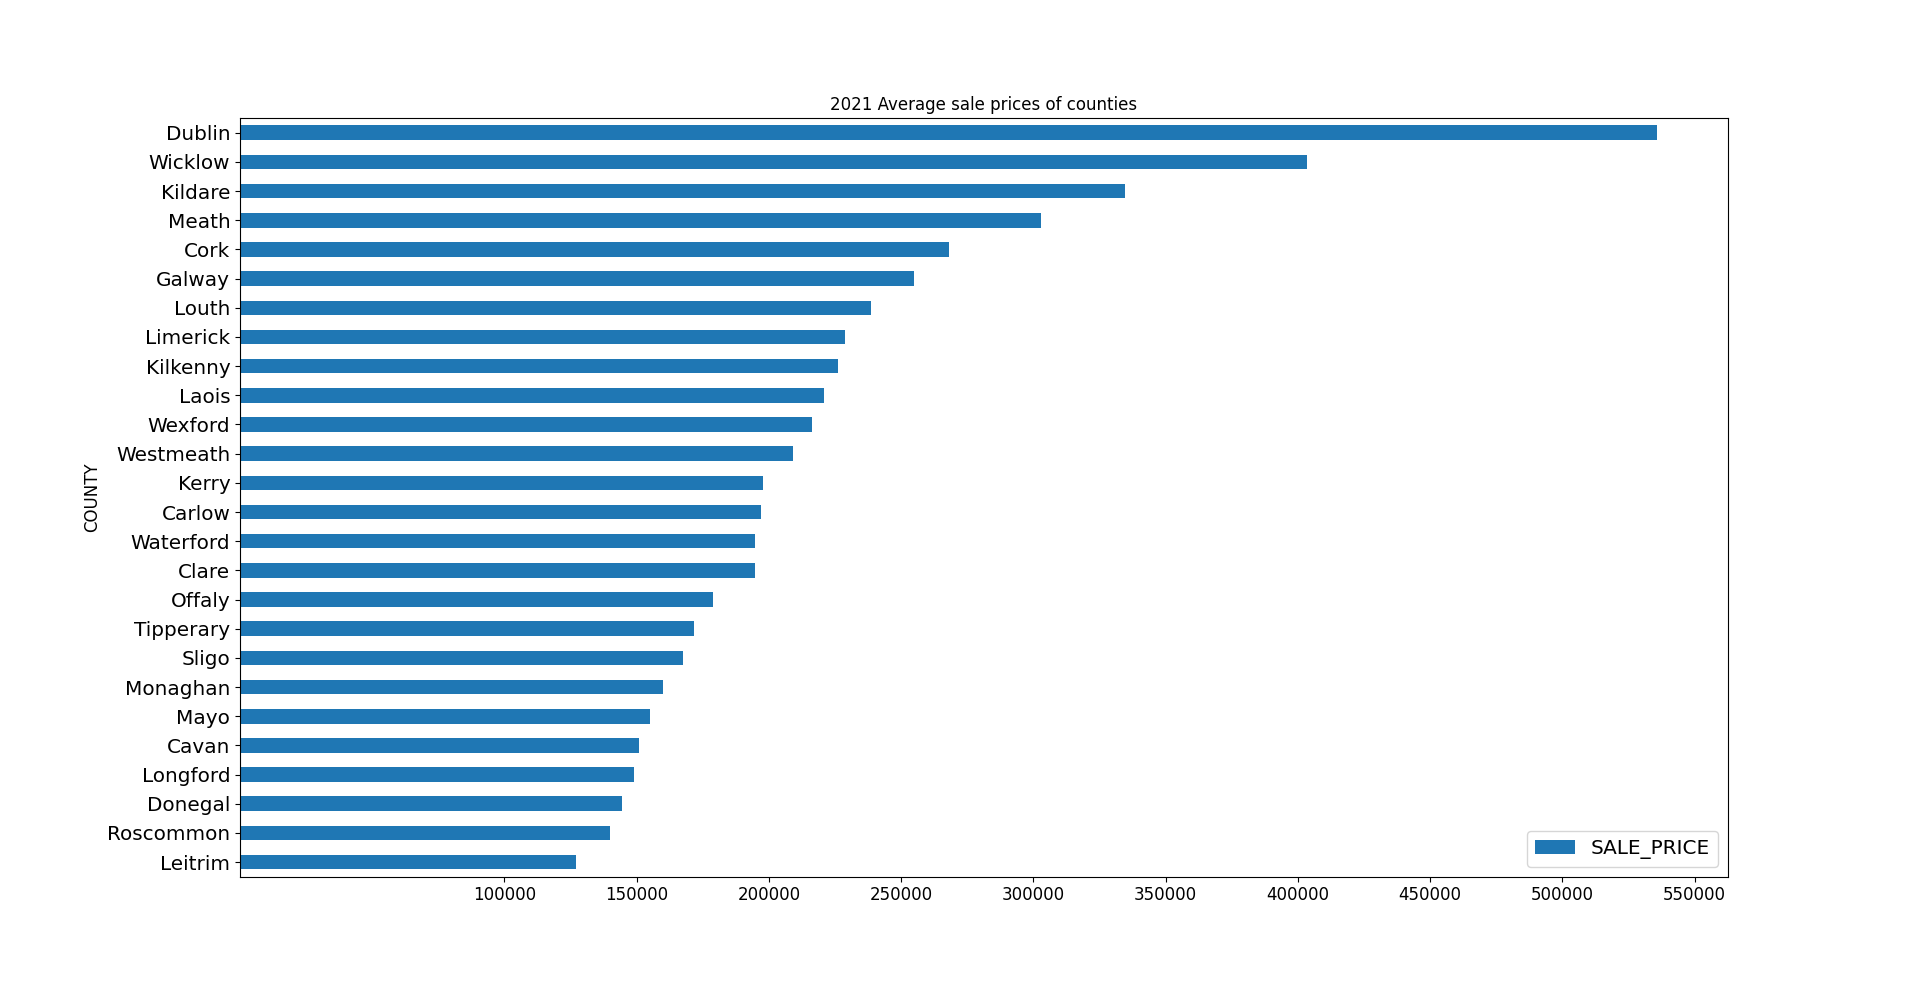 2021 Average sale prices of counties
COUNTY
Dublin
Wicklow
Kildare
Meath
Cork
Galway
Louth
Limerick
Kilkenny
Laois
Wexford
Westmeath
Kerry
Carlow
Waterford
Clare
Offaly
Tipperary
Sligo
Monaghan
Mayo
Cavan
Longford
Donegal
Roscommon
Leitrim
SALE_PRICE
100000 150000 200000 250000 300000 350000 400000 450000 500000 550000